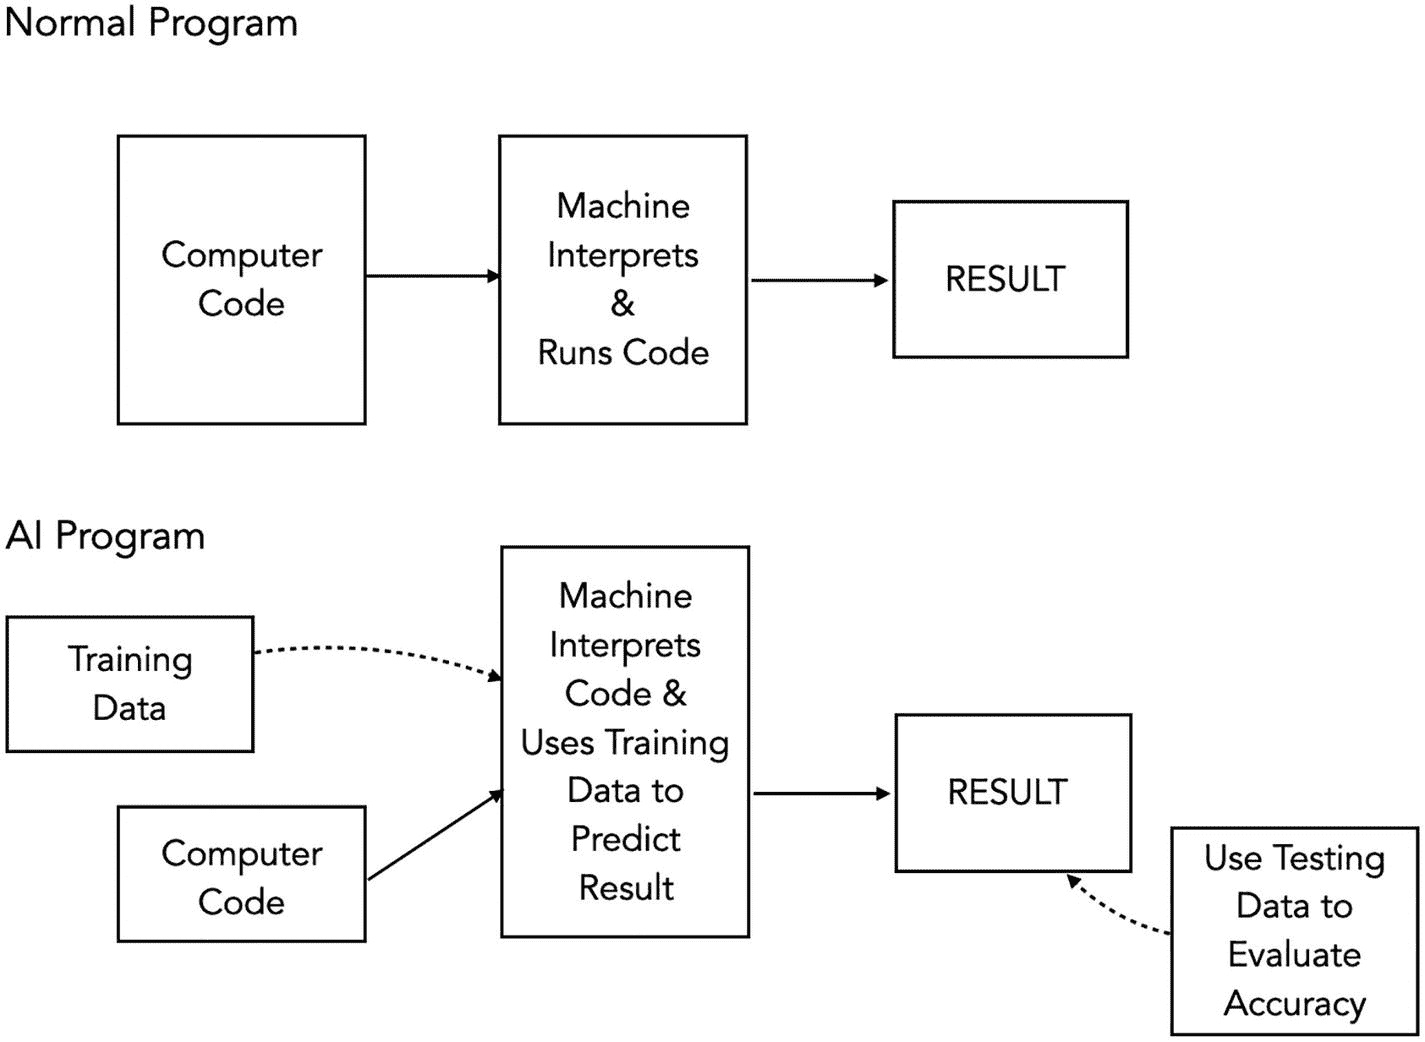 Normal Program
Computer
Code
Machine
Interprets
&
Runs Code
RESULT
AI Program
Training
Data
Computer
Code
Machine
Interprets
Code &
Uses Training
Data to
Predict
Result
RESULT
Use Testing
Data to
Evaluate
Accuracy